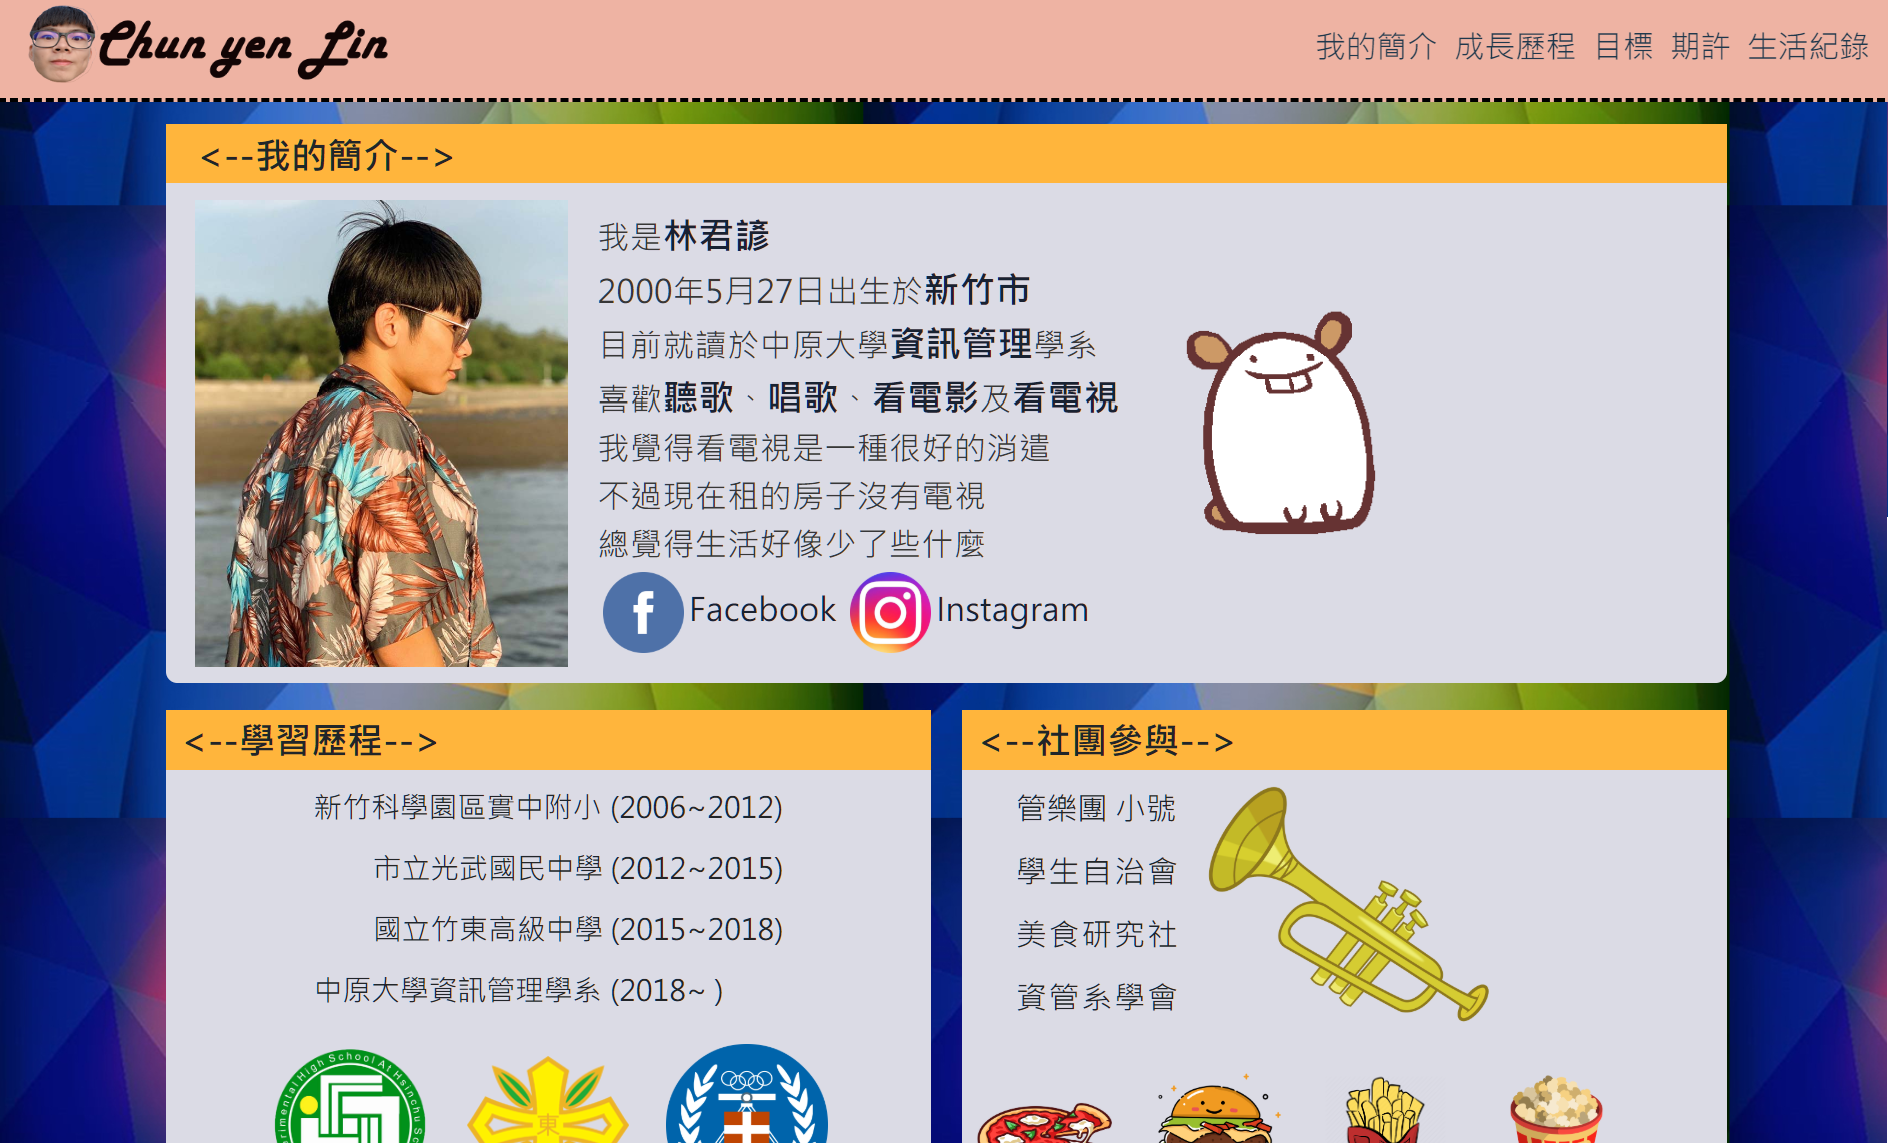 Chun yen Lin
我的簡介 成長歷程 目標 期許 生活紀錄
<--我的簡介-->
我是林君諺
2000年5月27日出生於新竹市
目前就讀於中原大學資訊管理學系
喜歡聽歌、唱歌、看電影及看電視
我覺得看電視是一種很好的消遣
不過現在租的房子沒有電視
總覺得生活好像少了些什麼
Facebook Instagram
<--學習歷程-->
新竹科學園區實中附小 (2006~2012)
市立光武國民中學 (2012~2015)
國立竹東高級中學 (2015~2018)
中原大學資訊管理學系 (2018~ )
<--社團參與-->
管樂團 小號
學生自治會
美食研究社
資管系學會
rimental High School At Hsinchu Sc
東